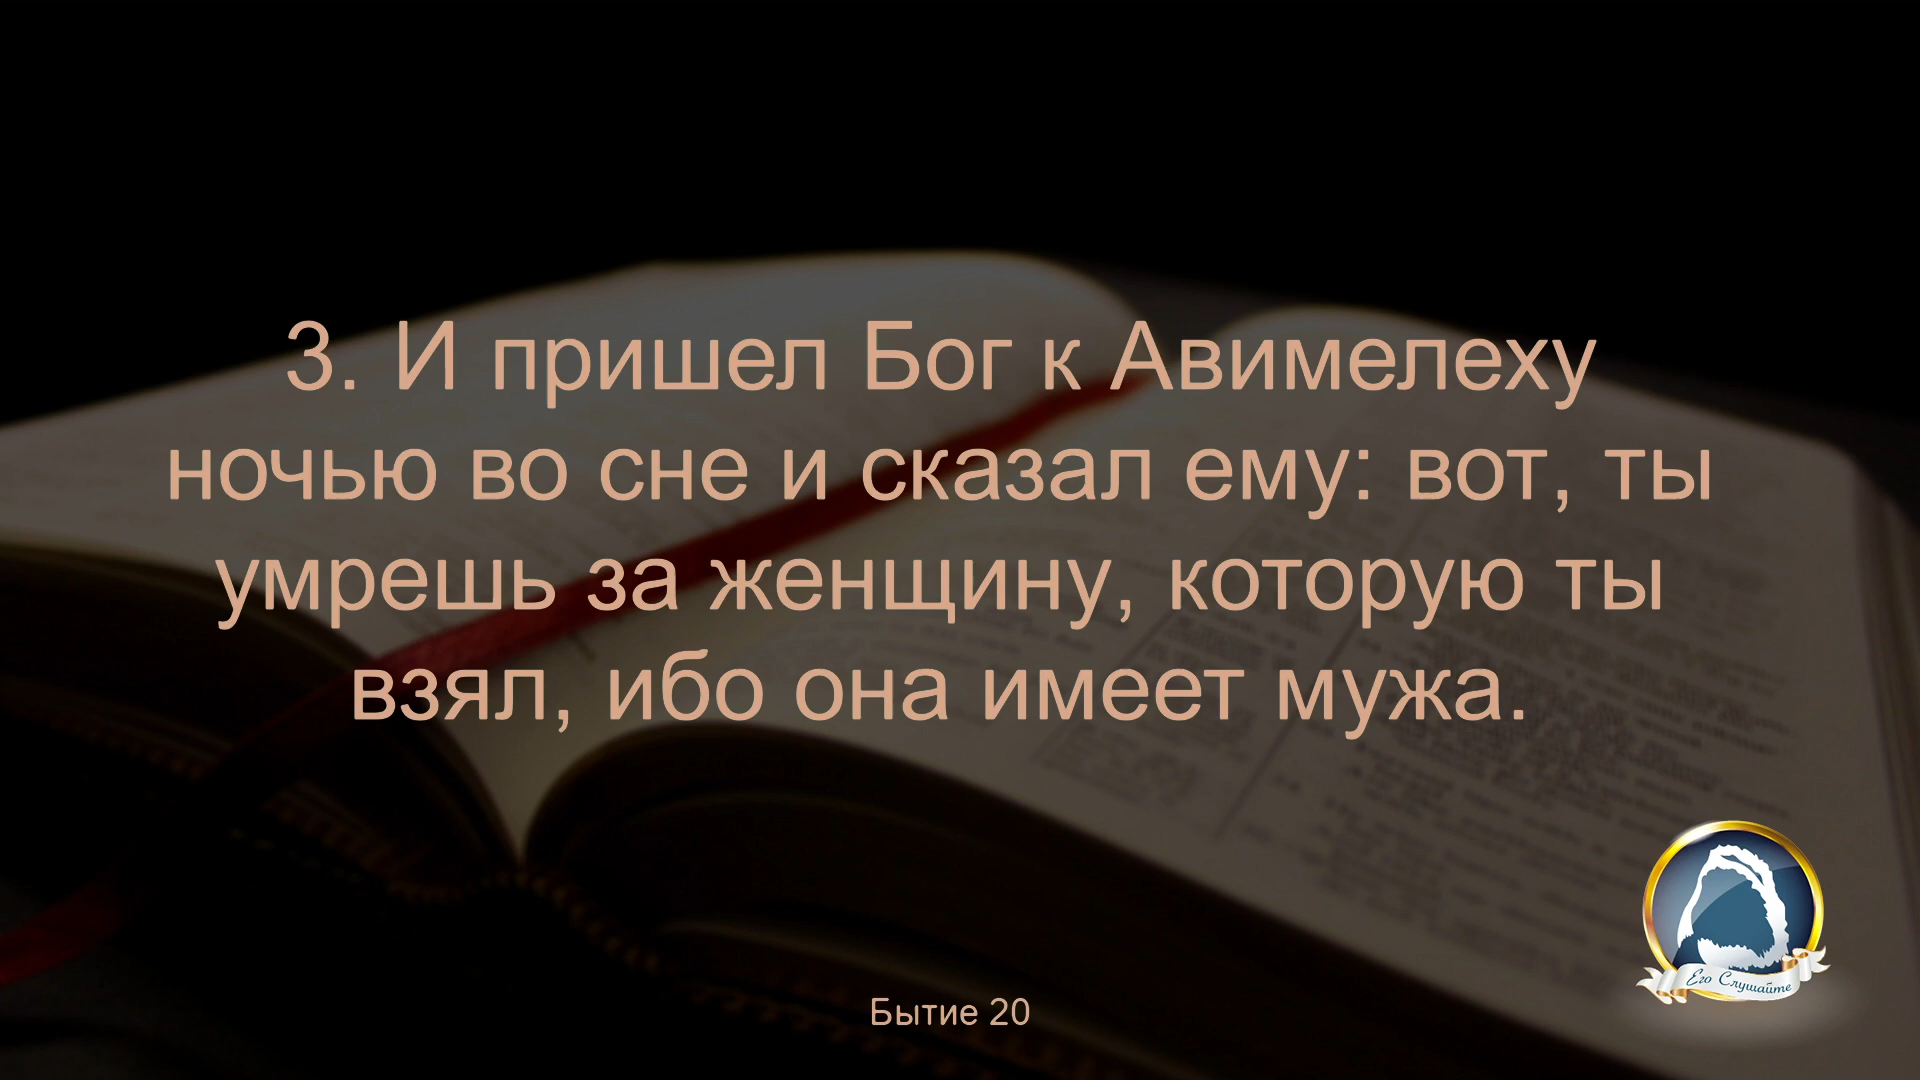 3. И пришел Бог к Авимелеху
ночью во сне и сказал ему: вот, ты
умрешь за женщину, которую ты
взял, ибо она имеет мужа.
Его Слушайте
Бытие 20